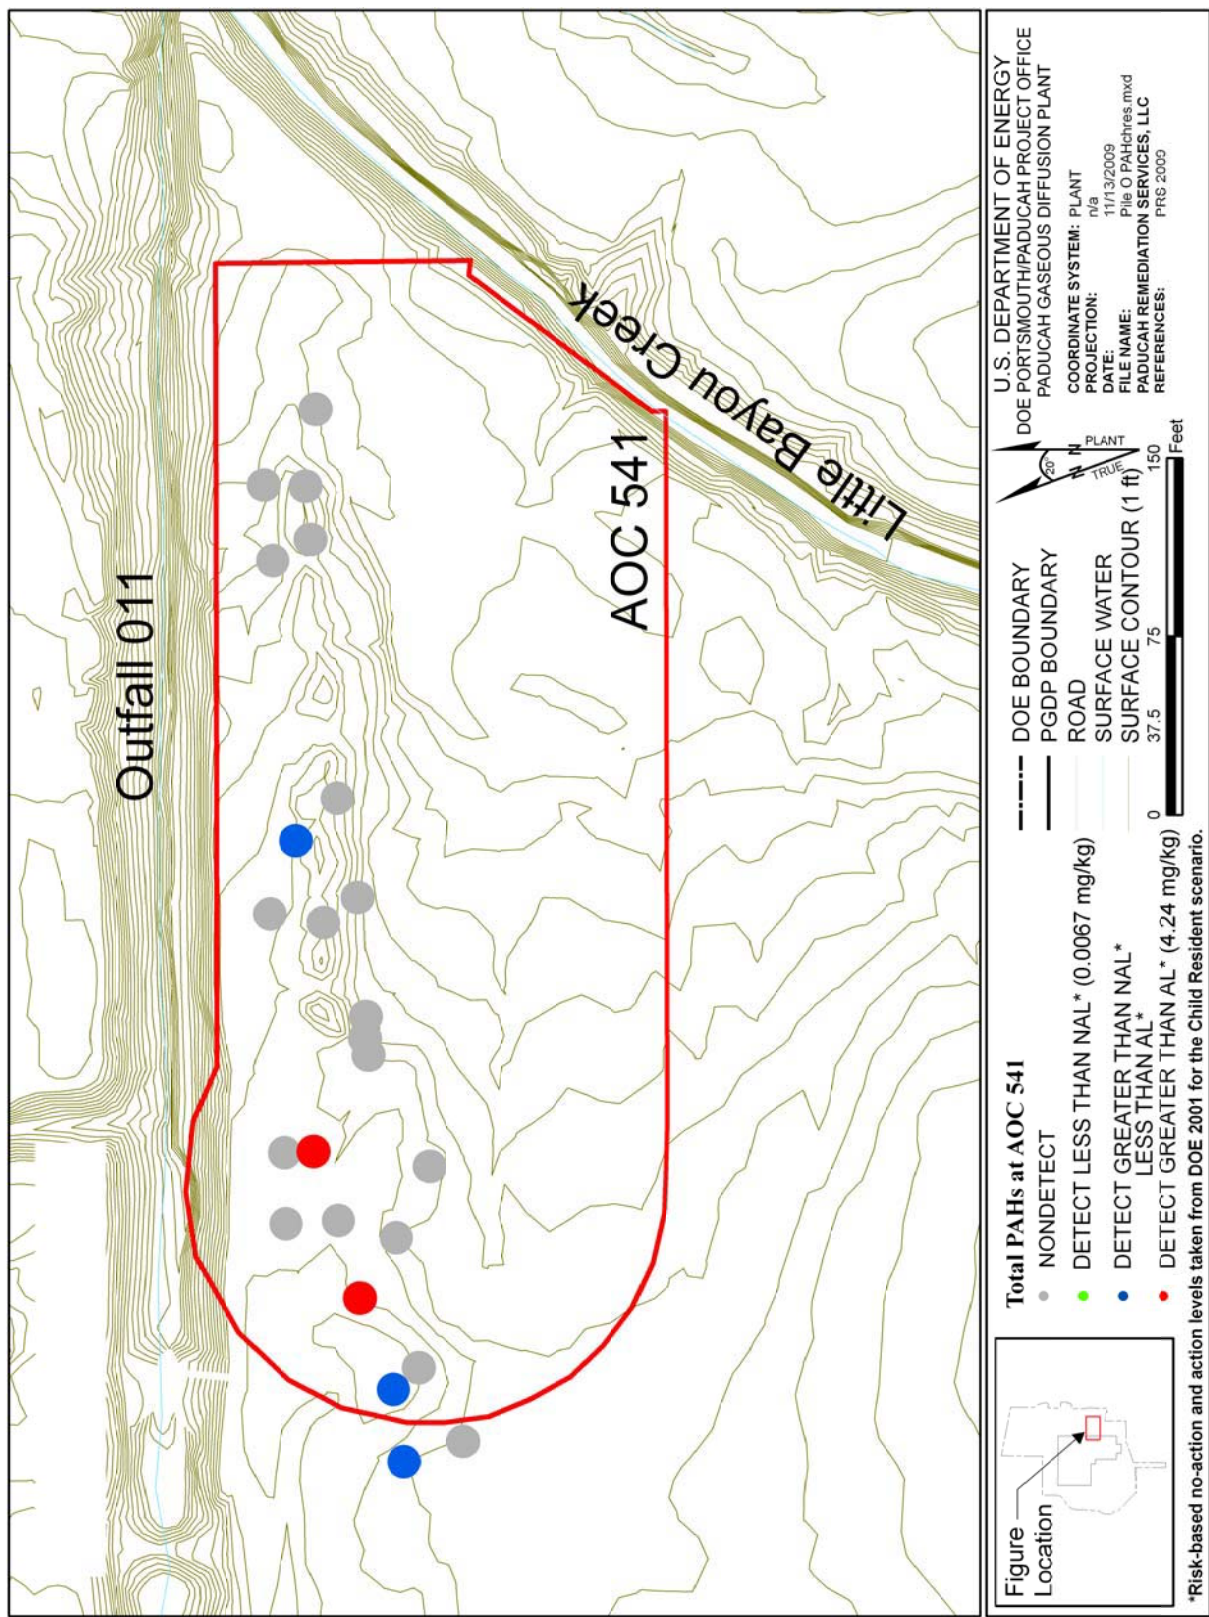 Outfall 011
Little Bayou Creek
AOC 541
Figure
Location
Total PAHs at AOC 541
NONDETECT
DETECT LESS THAN NAL* (0.0067 mg/kg)
DETECT GREATER THAN NAL*
LESS THAN AL*
DETECT GREATER THAN AL* (4.24 mg/kg)
DOE BOUNDARY
PGDP BOUNDARY
ROAD
SURFACE WATER
SURFACE CONTOUR (1 ft)
0 37.5 75 150
Feet
20°
N N
TRUE
PLANT
U.S. DEPARTMENT OF ENERGY
DOE PORTSMOUTH/PADUCAH PROJECT OFFICE
PADUCAH GASEOUS DIFFUSION PLANT
COORDINATE SYSTEM: PLANT
PROJECTION: n/a
DATE: 11/13/2009
FILE NAME: Pile O PAHchres.mxd
PADUCAH REMEDIATION SERVICES, LLC
REFERENCES: PRS 2009
*Risk-based no-action and action levels taken from DOE 2001 for the Child Resident scenario.